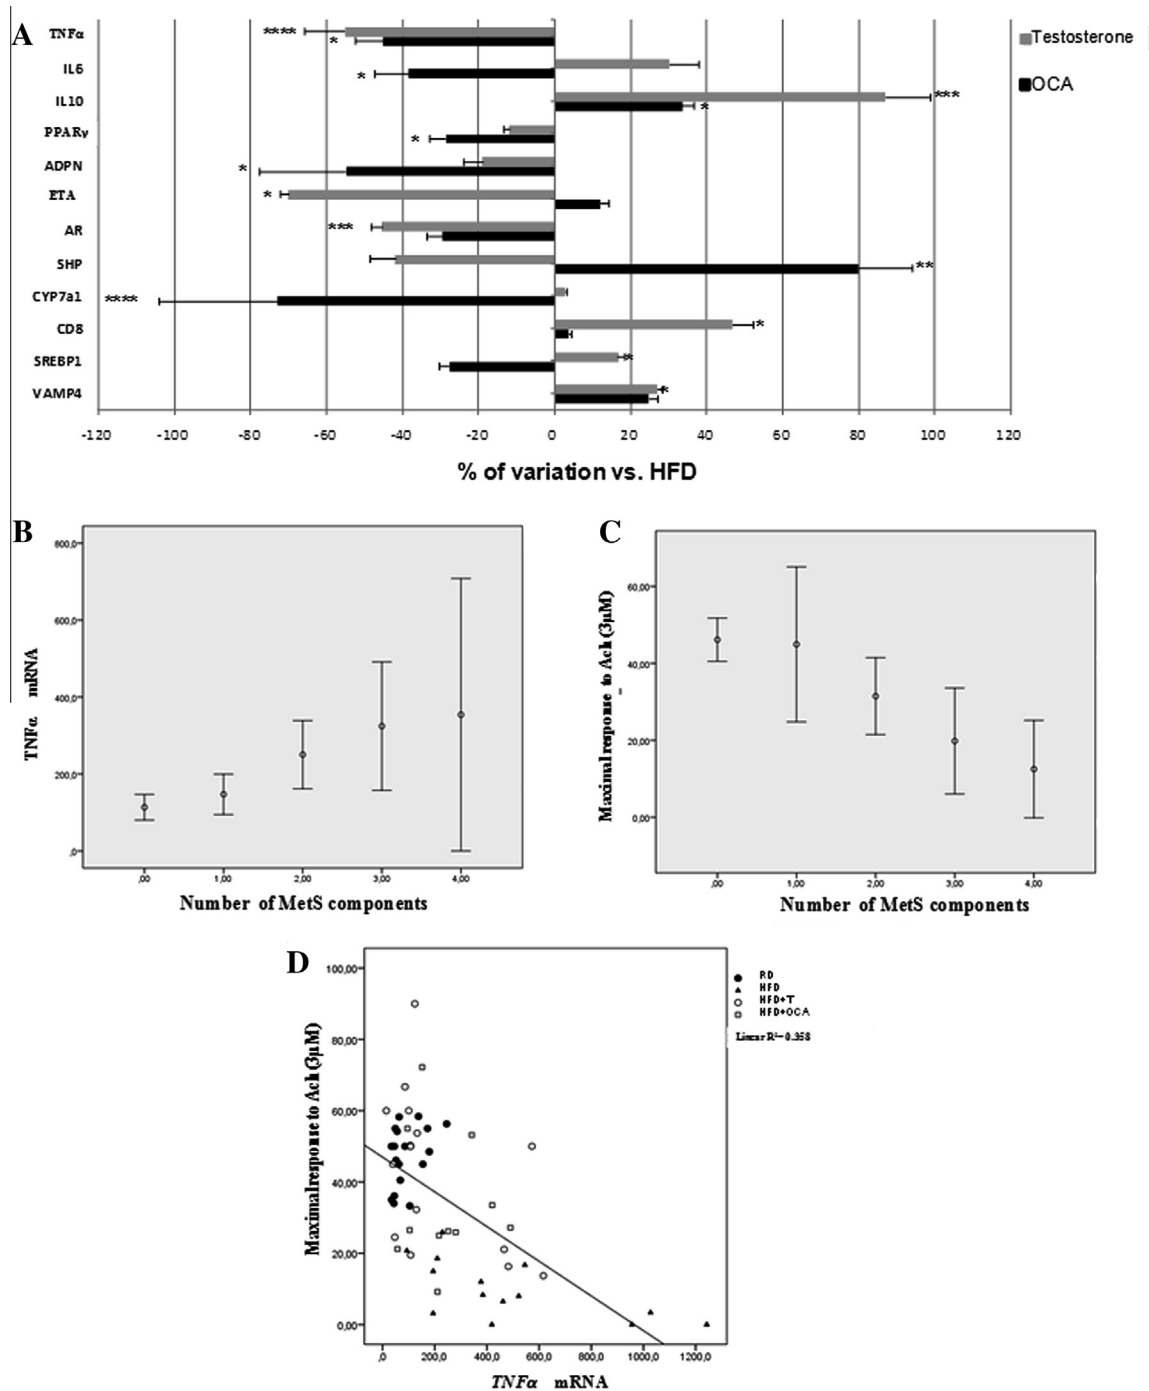 A
Testosterone
OCA
TNFα
****
*
IL6
*
IL10
***
*
PPARγ
*
ADPN
*
ETA
*
AR
***
SHP
**
CYP7a1
****
CD8
*
SREBP1
*
VAMP4
*
-120 -100 -80 -60 -40 -20 0 20 40 60 80 100 120
% of variation vs. HFD
B
800,0
600,0
400,0
200,0
,0
TNFα mRNA
,00 1,00 2,00 3,00 4,00
Number of MetS components
C
60,00
40,00
20,00
0,00
Maximal response to Ach (3µM)
,00 1,00 2,00 3,00 4,00
Number of MetS components
D
100,00
80,00
60,00
40,00
20,00
0,00
Maximal response to Ach (3µM)
RD
HFD
HFD+T
HFD+OCA
Linear R²=0.358
,0 200,0 400,0 600,0 800,0 1000,0 1200,0
TNFα mRNA